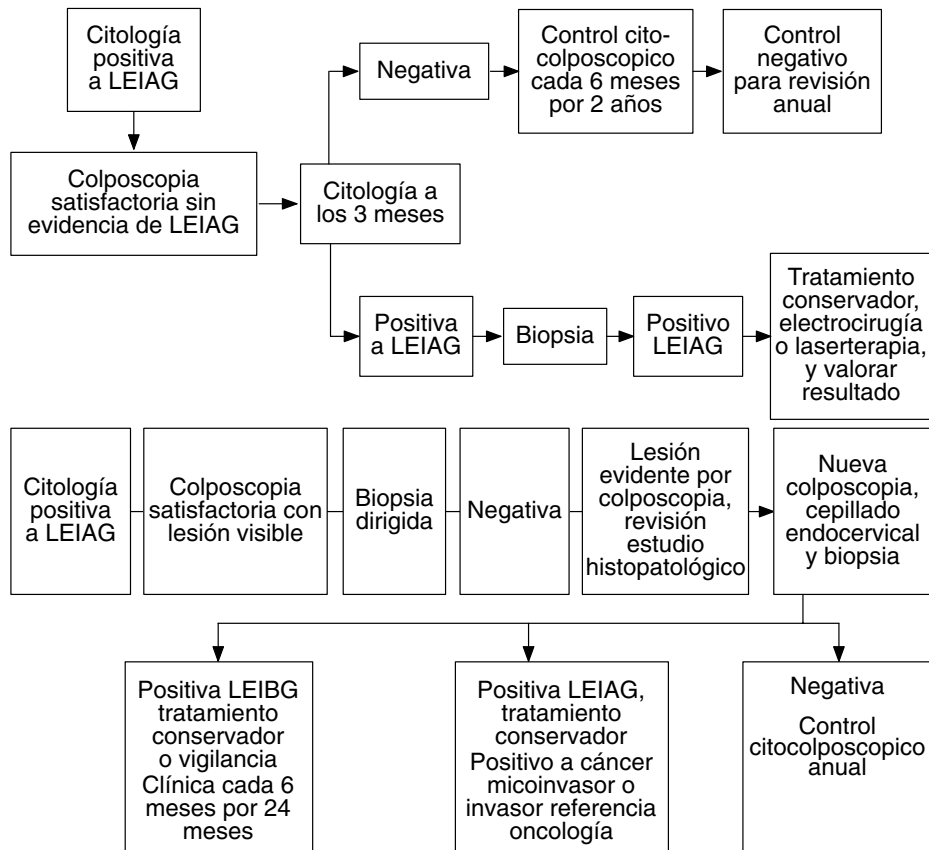 Citología
positiva
a LEIAG
Negativa
Control cito-
colposcopico
cada 6 meses
por 2 años
Control
negativo
para revisión
anual
Colposcopia
satisfactoria sin
evidencia de LEIAG
Citología a
los 3 meses
Positiva
a LEIAG
Biopsia
Positivo
LEIAG
Tratamiento
conservador,
electrocirugía
o laserterapia,
y valorar
resultado
Citología
positiva
a LEIAG
Colposcopia
satisfactoria con
lesión visible
Biopsia
dirigida
Negativa
Lesión
evidente por
colposcopia,
revisión
estudio
histopatológico
Nueva
colposcopia,
cepillado
endocervical
y biopsia
Positiva LEIBG
tratamiento
conservador
o vigilancia
Clínica cada 6
meses por 24
meses
Positiva LEIAG,
tratamiento
conservador
Positivo a cáncer
micoinvasor o
invasor referencia
oncología
Negativa
Control
citocolposcopico
anual